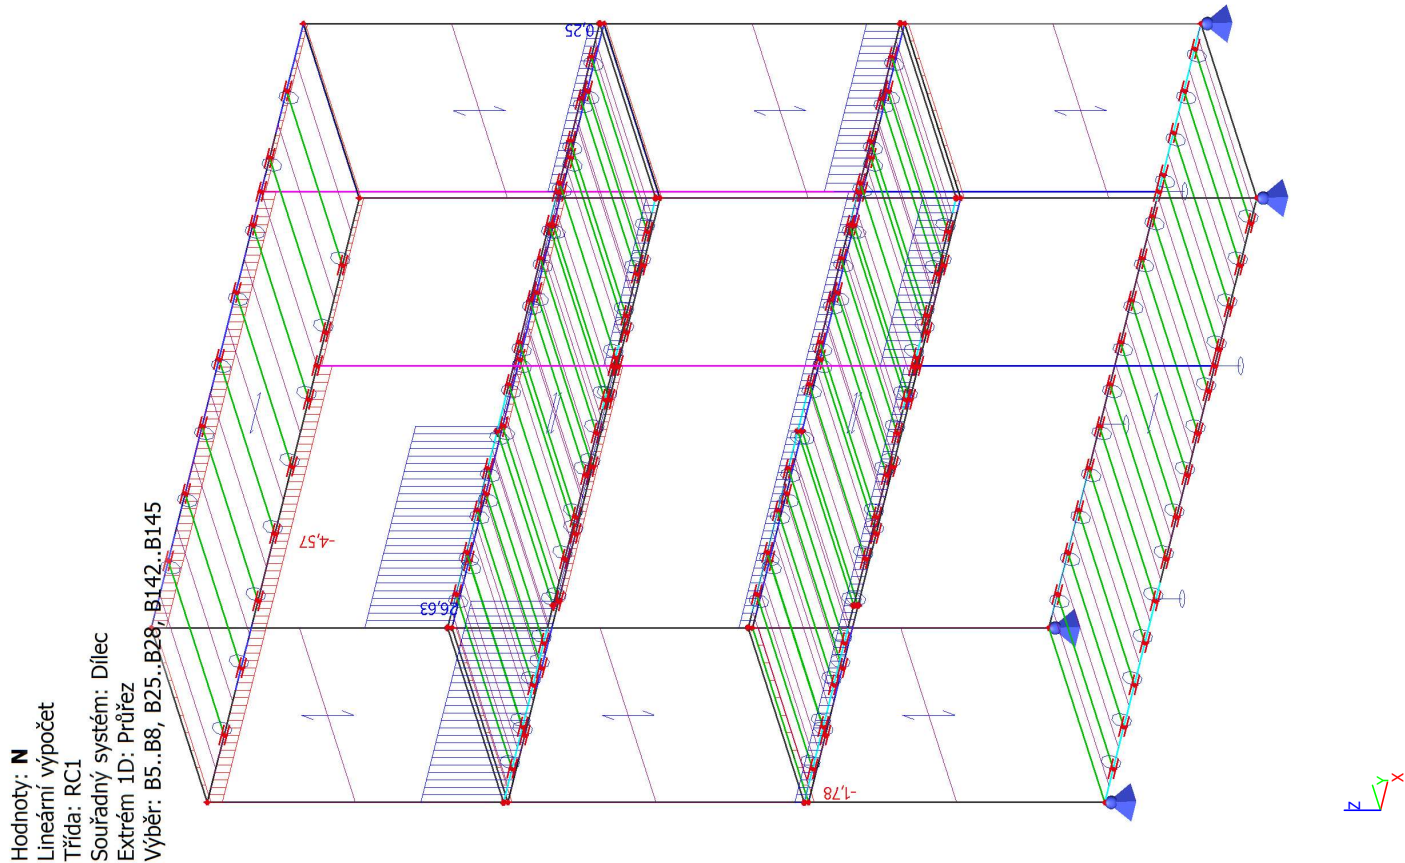 Hodnoty: N
Lineární výpočet
Třída: RC1
Souřadný systém: Dílec
Extrém 1D: Průřez
Výběr: B5..B8, B25..B28, B142..B145
0,25
-4,57
26,63
-1,78
Z
Y
X